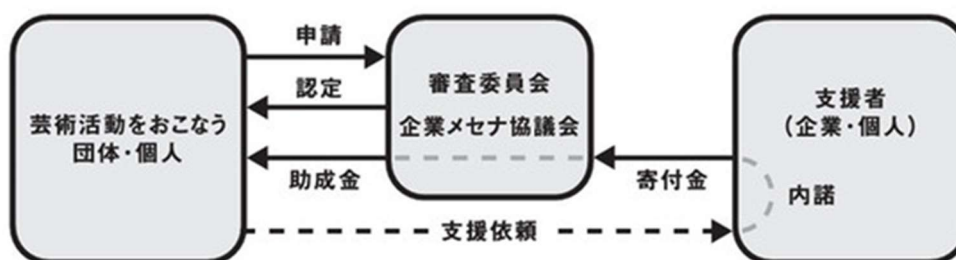 芸術活動をおこなう
団体・個人
申請
認定
助成金
審査委員会
企業メセナ協議会
寄付金
支援者
(企業・個人)
内諾
支援依頼